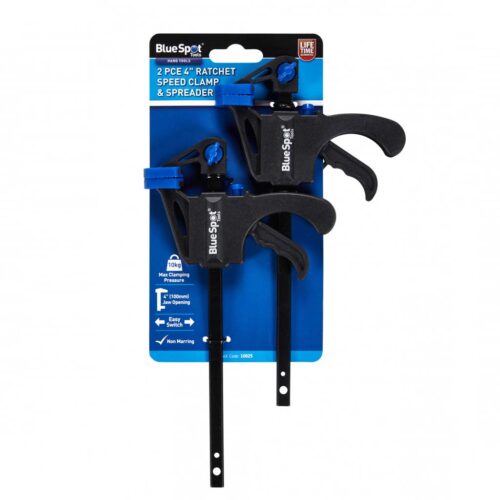 BlueSpot
Tools
HAND TOOLS
2 PCE 4" RATCHET
SPEED CLAMP
& SPREADER
LIFE
TIME
BlueSpot
Tools
BlueSpot
Tools
10kg
Max Clamping
Pressure
4" (100mm)
Jaw Opening
Easy
Switch
Non Marring
Code: 10025